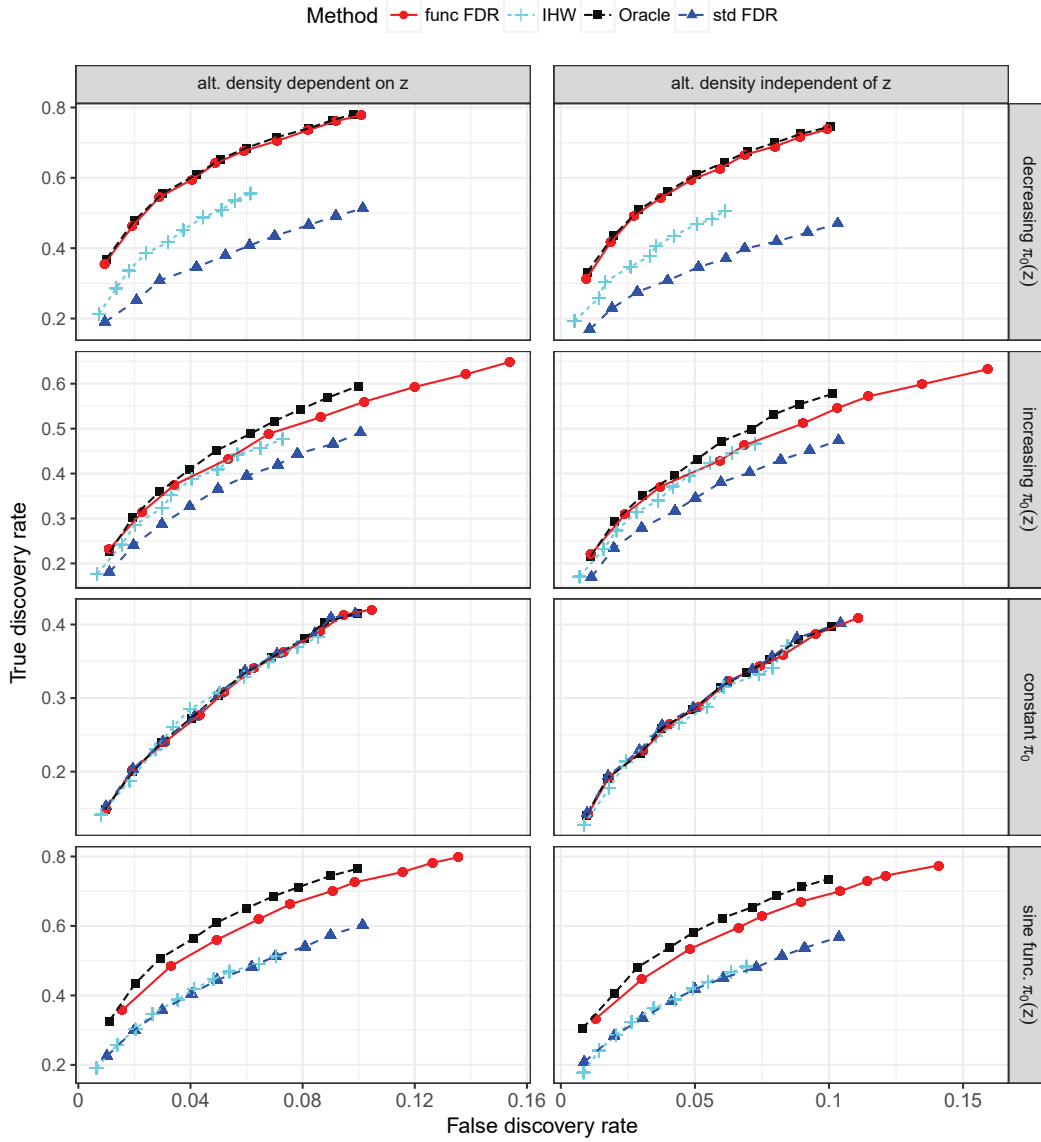 Method func FDR IHW Oracle std FDR
alt. density dependent on z alt. density independent of z
0.8
0.6
0.4
0.2
decreasing π₀(z)
0.6
0.5
0.4
0.3
0.2
increasing π₀(z)
0.4
0.3
0.2
constant π₀
0.8
0.6
0.4
0.2
sine func. π₀(z)
True discovery rate
0 0.04 0.08 0.12 0.16 0 0.05 0.1 0.15
False discovery rate